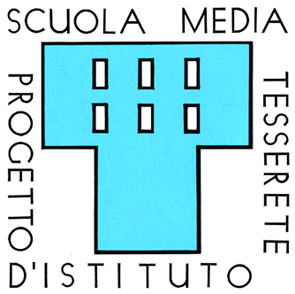 SCUOLA MEDIA
TESSERETE
PROGETTO
D'ISTITUTO